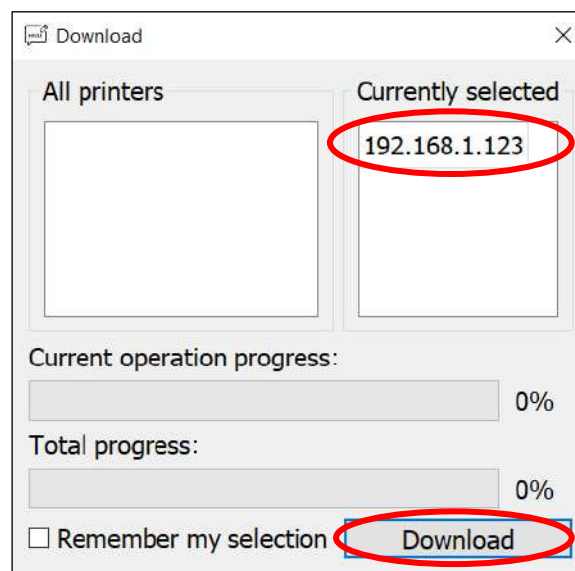 Download
All printers
Currently selected
192.168.1.123
Current operation progress:
0%
Total progress:
0%
Remember my selection
Download